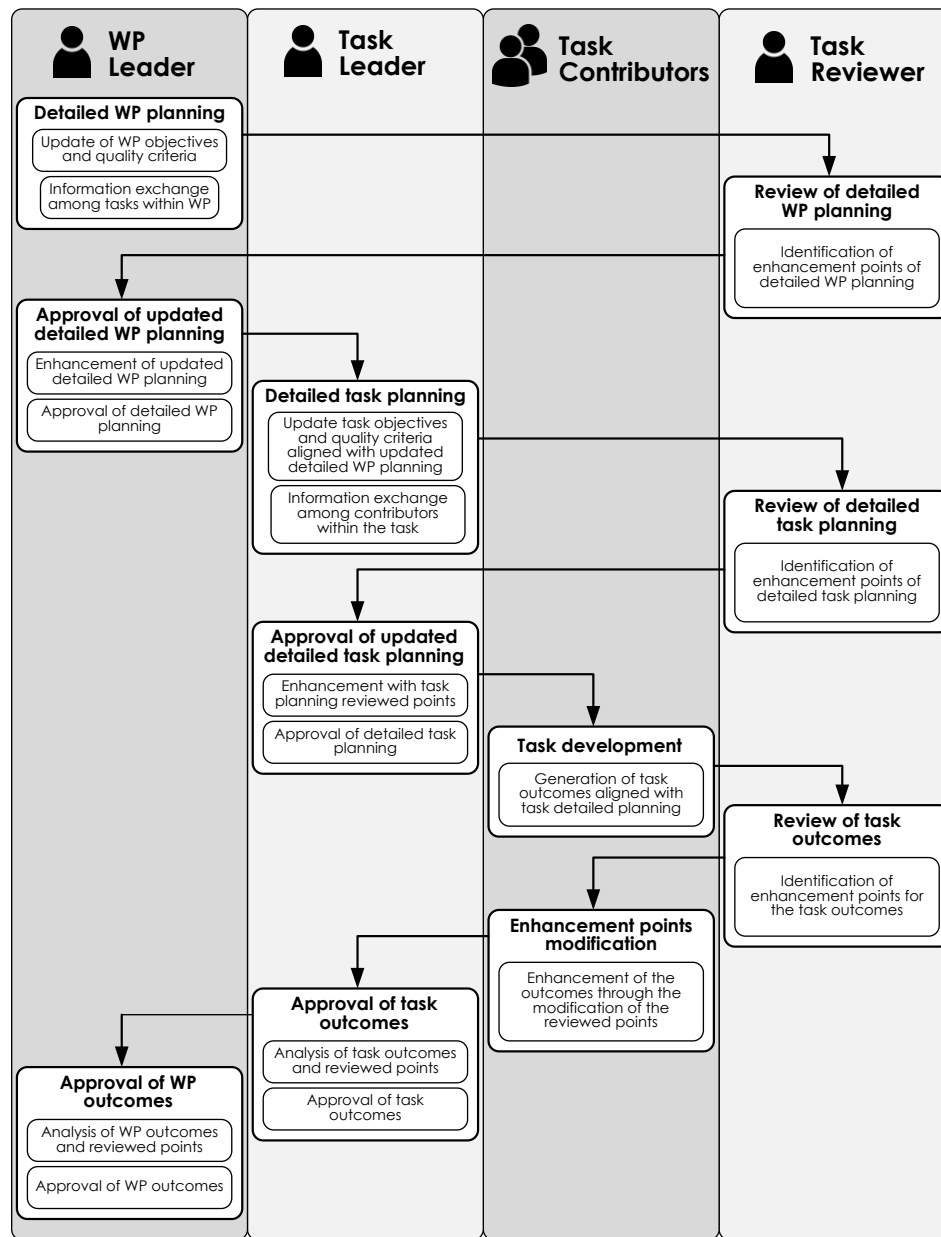 WP
Leader
Task
Leader
Task
Contributors
Task
Reviewer
Detailed WP planning
Update of WP objectives
and quality criteria
Information exchange
among tasks within WP
Review of detailed
WP planning
Identification of
enhancement points of
detailed WP planning
Approval of updated
detailed WP planning
Enhancement of updated
detailed WP planning
Approval of detailed WP
planning
Detailed task planning
Update task objectives
and quality criteria
aligned with updated
detailed WP planning
Information exchange
among contributors
within the task
Review of detailed
task planning
Identification of
enhancement points of
detailed task planning
Approval of updated
detailed task planning
Enhancement with task
planning reviewed points
Approval of detailed task
planning
Task development
Generation of task
outcomes aligned with
task detailed planning
Review of task
outcomes
Identification of
enhancement points for
the task outcomes
Enhancement points
modification
Enhancement of the
outcomes through the
modification of the
reviewed points
Approval of task
outcomes
Analysis of task outcomes
and reviewed points
Approval of task
outcomes
Approval of WP
outcomes
Analysis of WP outcomes
and reviewed points
Approval of WP outcomes